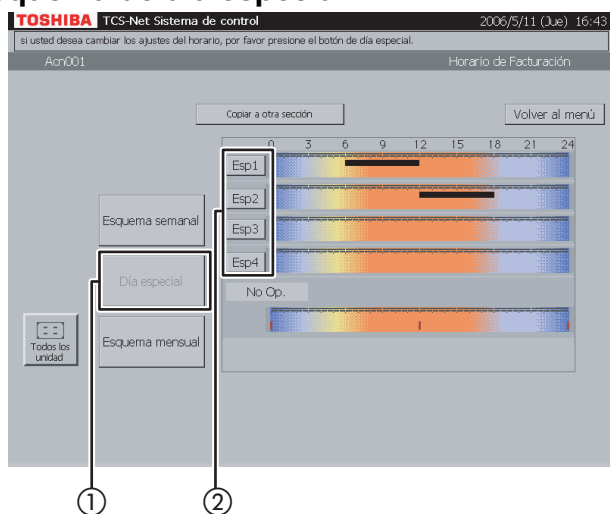 TOSHIBA TCS-Net Sistema de control 2006/5/11 (Jue) 16:43
si usted desea cambiar los ajustes del horario, por favor presione el botón de día especial.
Acn001 Horario de Facturación
Copiar a otra sección Volver al menú
0 3 6 9 12 15 18 21 24
Esp1
Esp2
Esquema semanal
Esp3
Esp4
Día especial
No Op.
Todos los
unidad
Esquema mensual
① ②